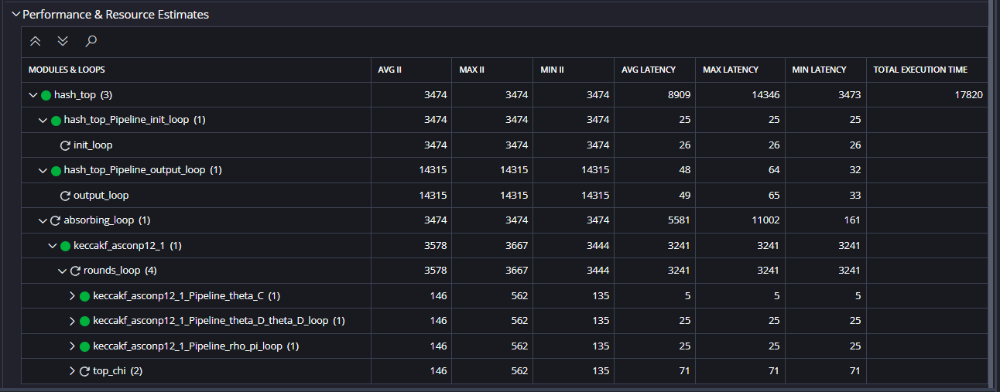 Performance & Resource Estimates
MODULES & LOOPS AVG II MAX II MIN II AVG LATENCY MAX LATENCY MIN LATENCY TOTAL EXECUTION TIME
hash_top (3) 3474 3474 3474 8909 14346 3473 17820
hash_top_Pipeline_init_loop (1) 3474 3474 3474 25 25 25
init_loop 3474 3474 3474 26 26 26
hash_top_Pipeline_output_loop (1) 14315 14315 14315 48 64 32
output_loop 14315 14315 14315 49 65 33
absorbing_loop (1) 3474 3474 3474 5581 11002 161
keccakf_asconp12_1 (1) 3578 3667 3444 3241 3241 3241
rounds_loop (4) 3578 3667 3444 3241 3241 3241
keccakf_asconp12_1_Pipeline_theta_C (1) 146 562 135 5 5 5
keccakf_asconp12_1_Pipeline_theta_D_theta_D_loop (1) 146 562 135 25 25 25
keccakf_asconp12_1_Pipeline_rho_pi_loop (1) 146 562 135 25 25 25
top_chi (2) 146 562 135 71 71 71